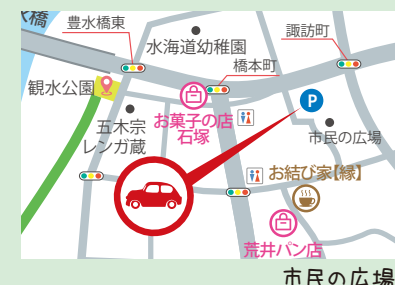 水橋
豊水橋東
水海道幼稚園
諏訪町
橋本町
観水公園
P
お菓子の店
石塚
五木宗
レンガ蔵
市民の広場
お結び家【縁】
荒井パン店
市民の広場